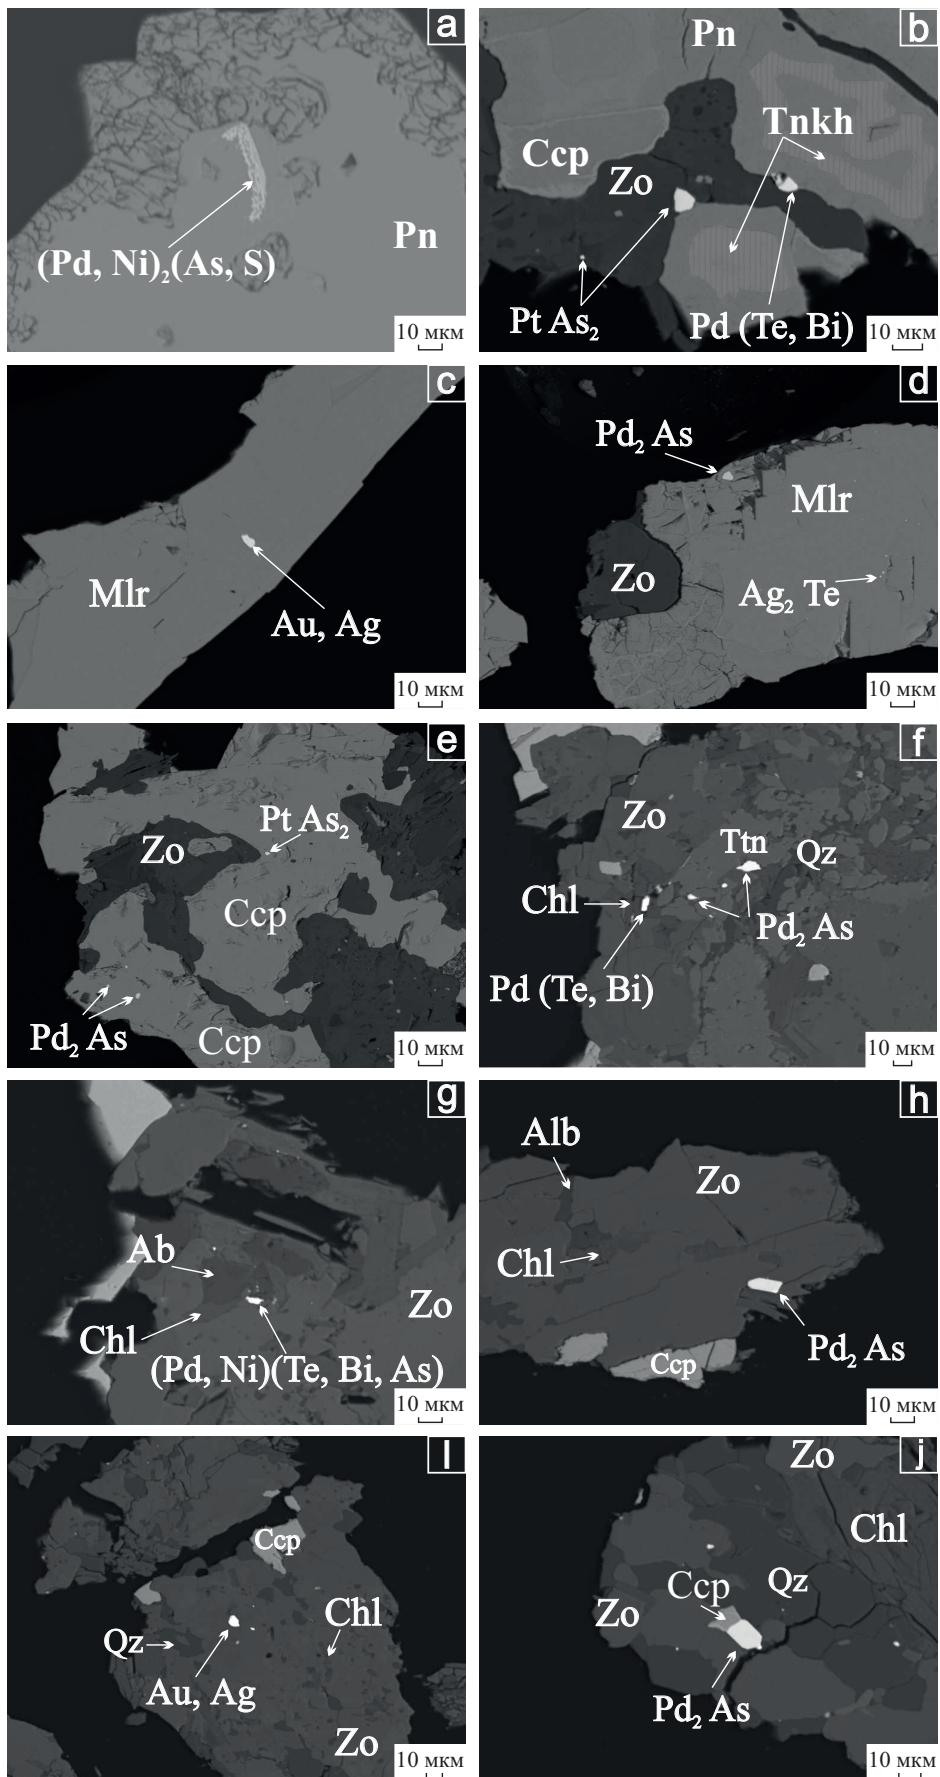 a
Pn
(Pd, Ni)₂(As, S)
10 мкм
b
Pn
Tnkh
Ccp
Zo
Pt As₂
Pd (Te, Bi)
10 мкм
c
Mlr
Au, Ag
10 мкм
d
Pd₂ As
Mlr
Zo
Ag₂ Te
10 мкм
e
Pt As₂
Zo
Ccp
Pd₂ As
Ccp
10 мкм
f
Zo
Ttn
Qz
Chl
Pd₂ As
Pd (Te, Bi)
10 мкм
g
Ab
Zo
Chl
(Pd, Ni)(Te, Bi, As)
10 мкм
h
Alb
Zo
Chl
Pd₂ As
Ccp
10 мкм
I
Ccp
Chl
Qz
Au, Ag
Zo
10 мкм
j
Zo
Chl
Qz
Ccp
Zo
Pd₂ As
10 мкм